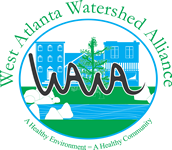 West Atlanta Watershed Alliance
WAWA
A Healthy Environment ~ A Healthy Community